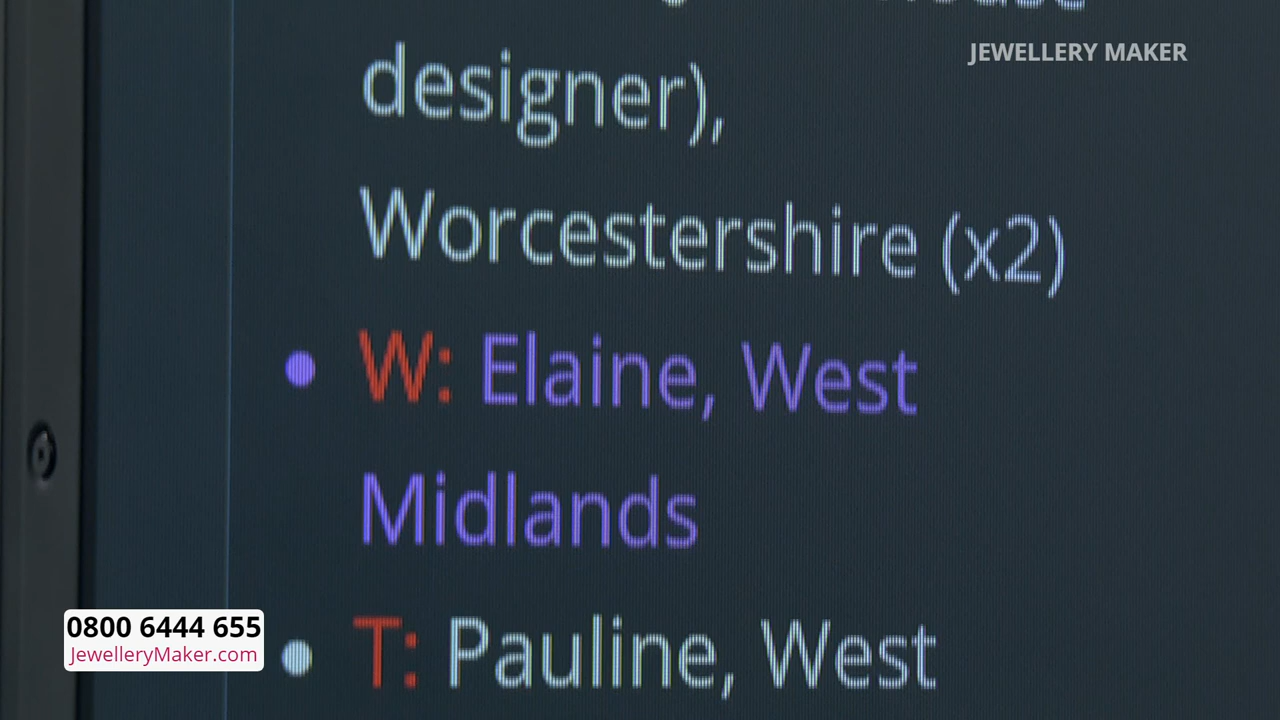 JEWELLERY MAKER
designer),
Worcestershire (x2)
• W: Elaine, West
Midlands
• T: Pauline, West
0800 6444 655
JewelleryMaker.com